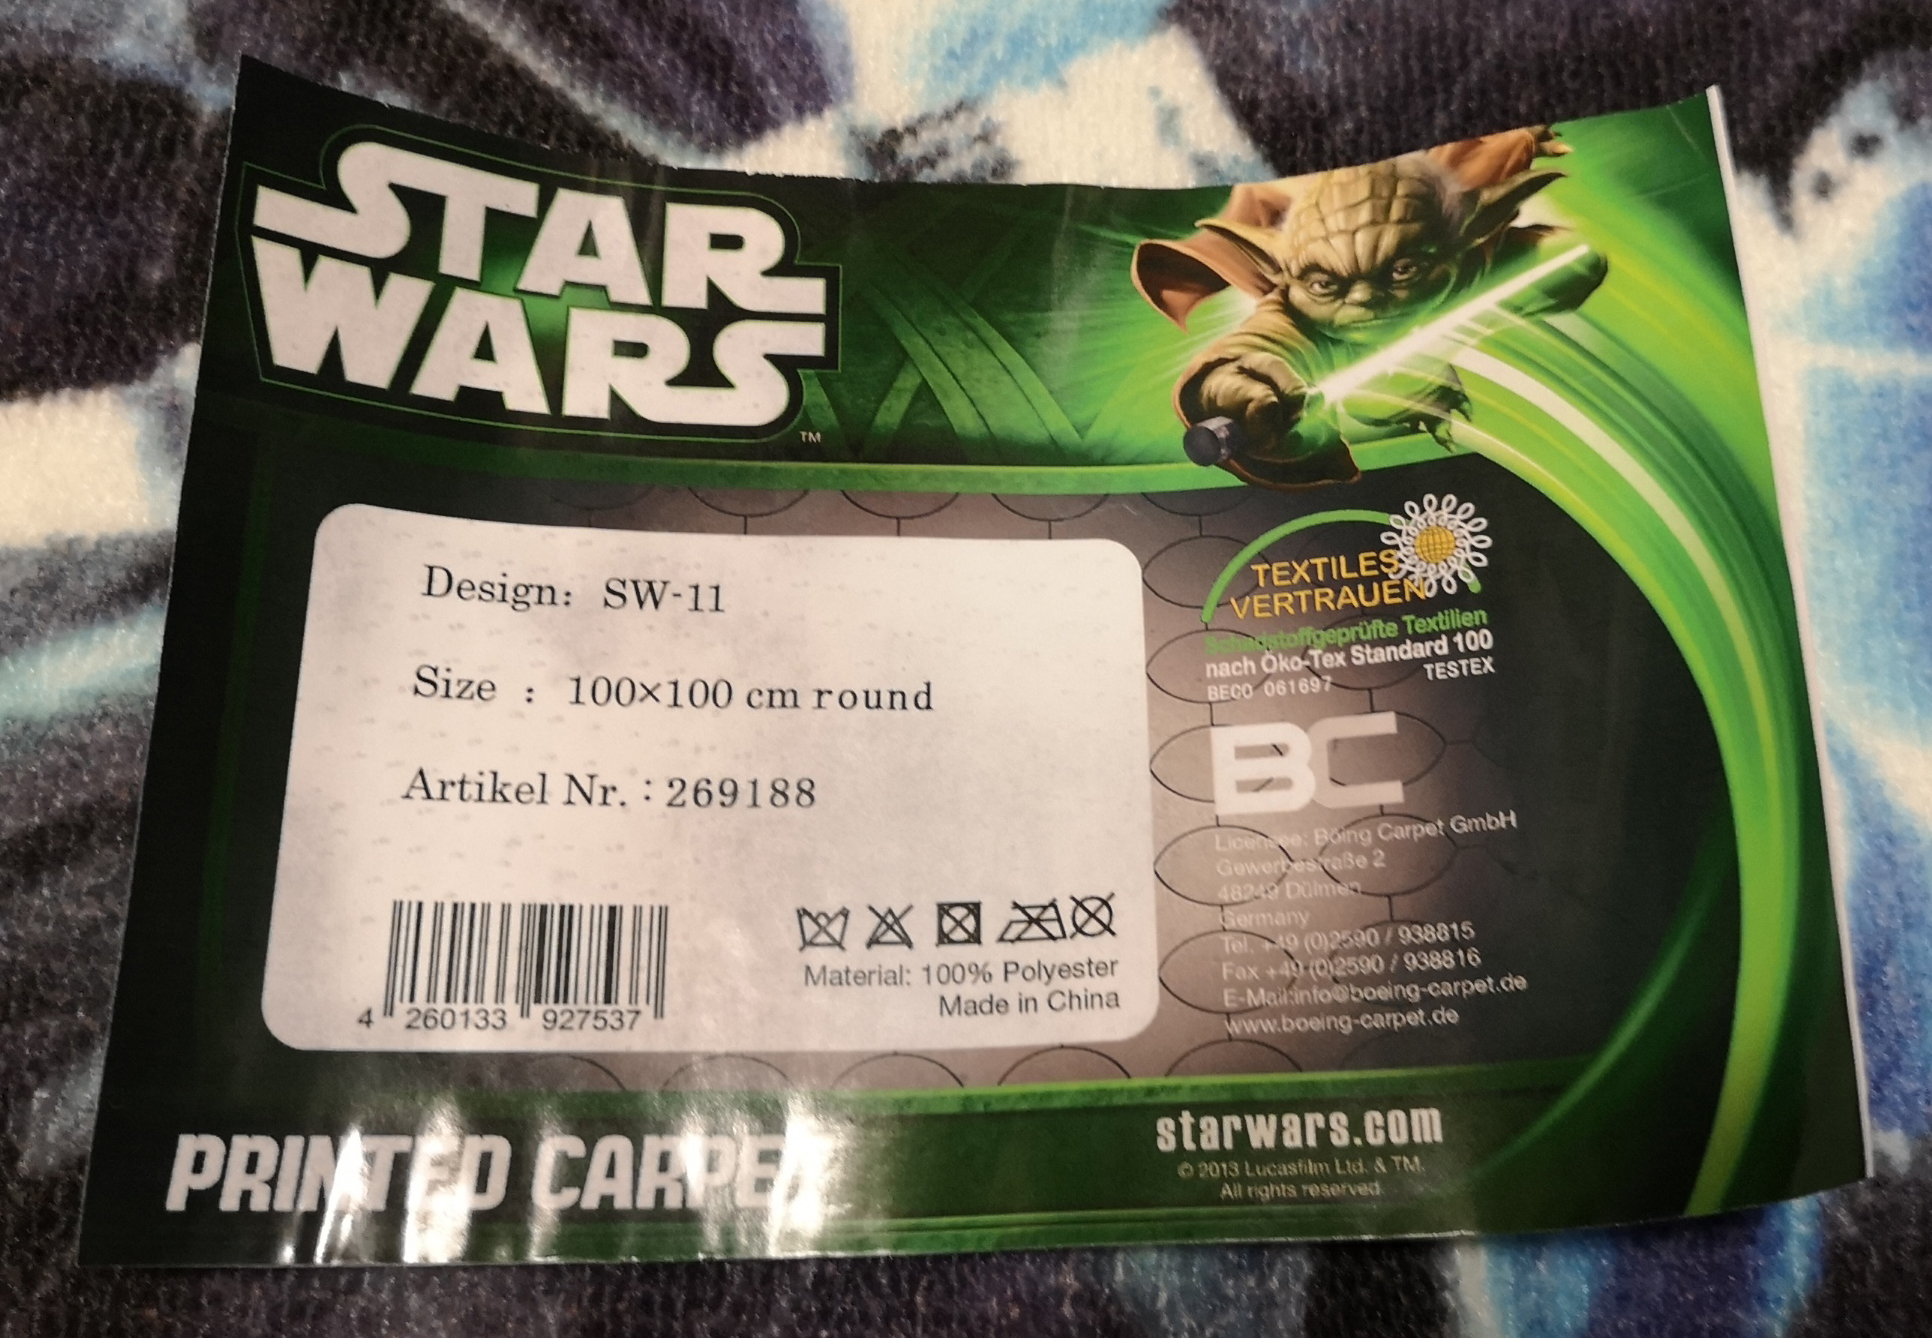 STAR
WARS
TM
Design: SW-11
Size : 100×100 cm round
Artikel Nr. : 269188
4 260133 927537
Material: 100% Polyester
Made in China
TEXTILES
VERTRAUEN
Schadstoffgeprüfte Textilien
nach Öko-Tex Standard 100
BECO 061697 TESTEX
BC
Licensee: Böing Carpet GmbH
Gewerbestraße 2
48249 Dülmen
Germany
Tel. +49 (0)2590 / 938815
Fax +49 (0)2590 / 938816
E-Mail:info@boeing-carpet.de
www.boeing-carpet.de
PRINTED CARPET
starwars.com
© 2013 Lucasfilm Ltd. & TM.
All rights reserved.